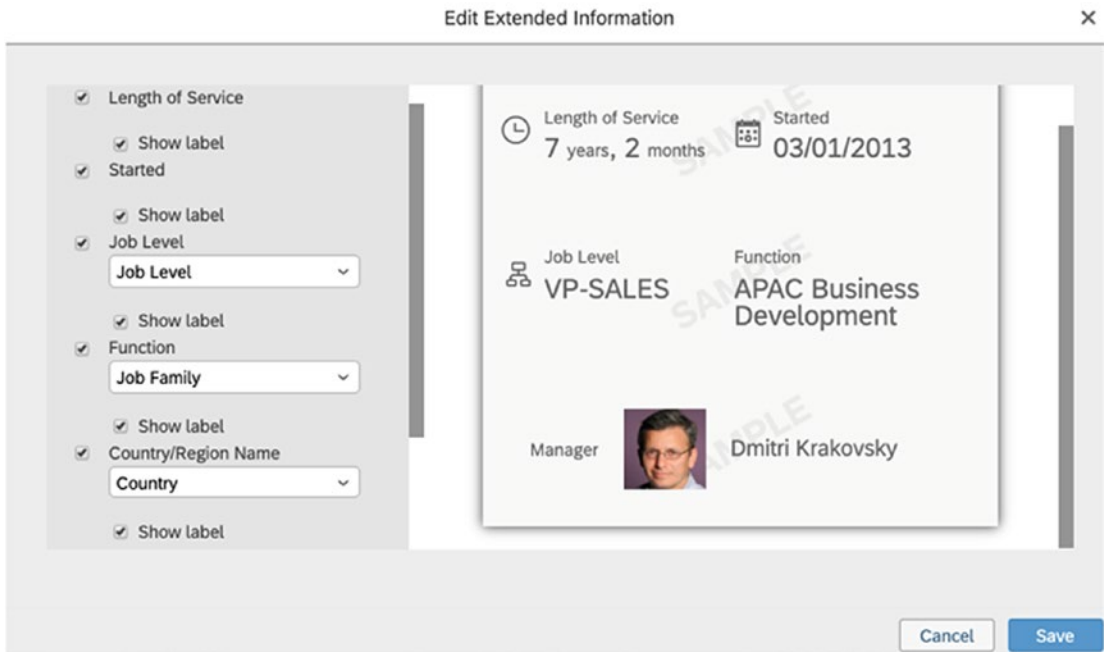 Edit Extended Information
Length of Service
Show label
Started
Show label
Job Level
Job Level
Show label
Function
Job Family
Show label
Country/Region Name
Country
Show label
Length of Service
7 years, 2 months
Started
03/01/2013
SAMPLE
Job Level
VP-SALES
Function
APAC Business
Development
SAMPLE
Manager
Dmitri Krakovsky
SAMPLE
Cancel
Save